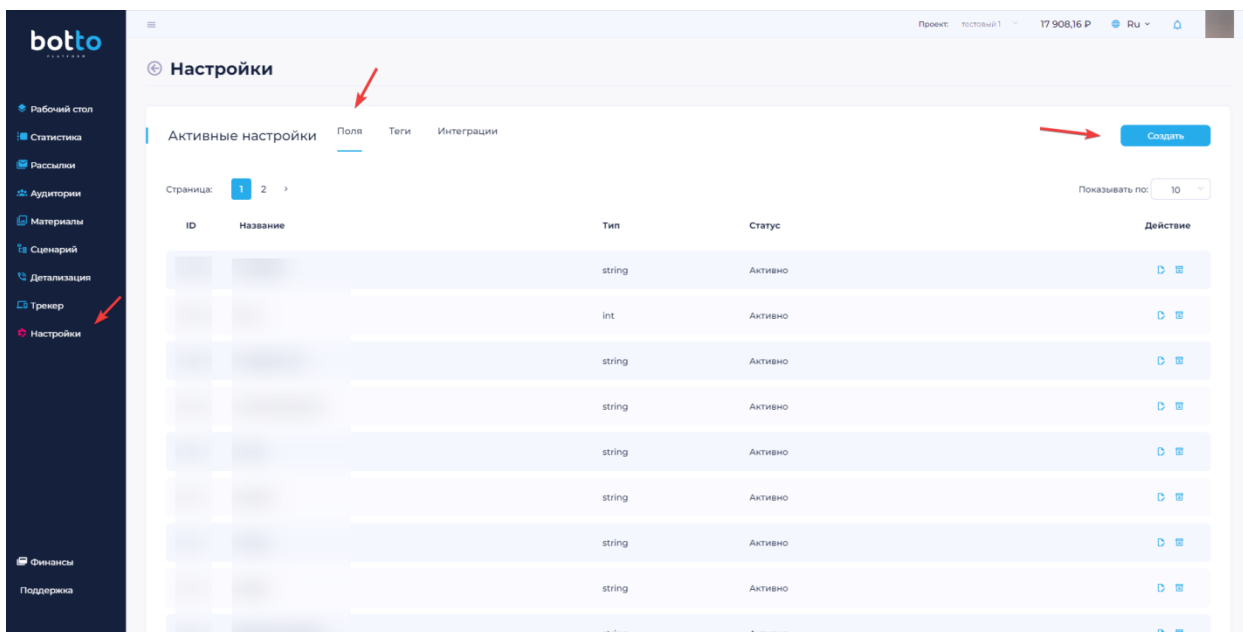 botto
PLATFORM
Проект: тестовый 1
17 908,16 ₽
Ru
Настройки
Рабочий стол
Статистика
Рассылки
Аудитории
Материалы
Сценарий
Детализация
Трекер
Настройки
Финансы
Поддержка
Активные настройки Поля Теги Интеграции Создать
Страница: 1 2 > Показывать по: 10
ID Название Тип Статус Действие
string Активно
int Активно
string Активно
string Активно
string Активно
string Активно
string Активно
string Активно